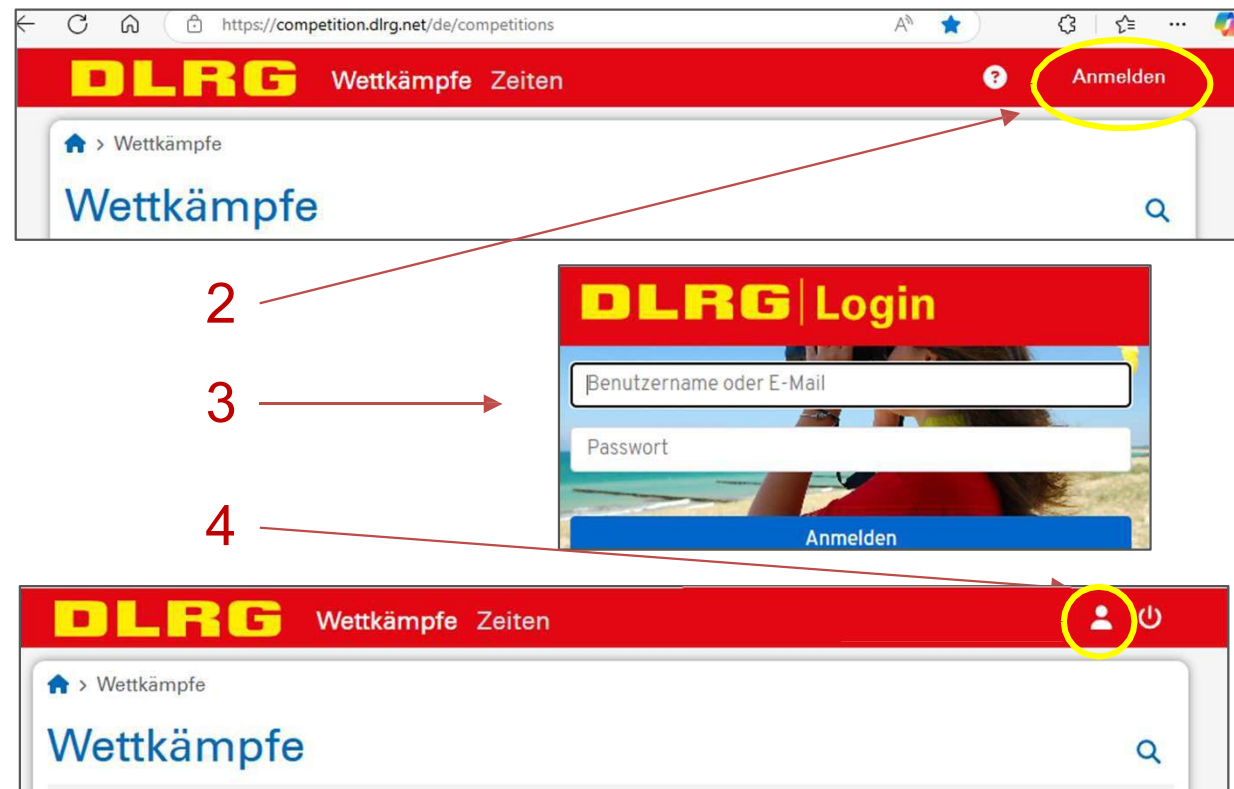 https://competition.dlrg.net/de/competitions
DLRG Wettkämpfe Zeiten ? Anmelden
> Wettkämpfe
Wettkämpfe
2
DLRG Login
Benutzername oder E-Mail
3
Passwort
4
Anmelden
DLRG Wettkämpfe Zeiten
> Wettkämpfe
Wettkämpfe